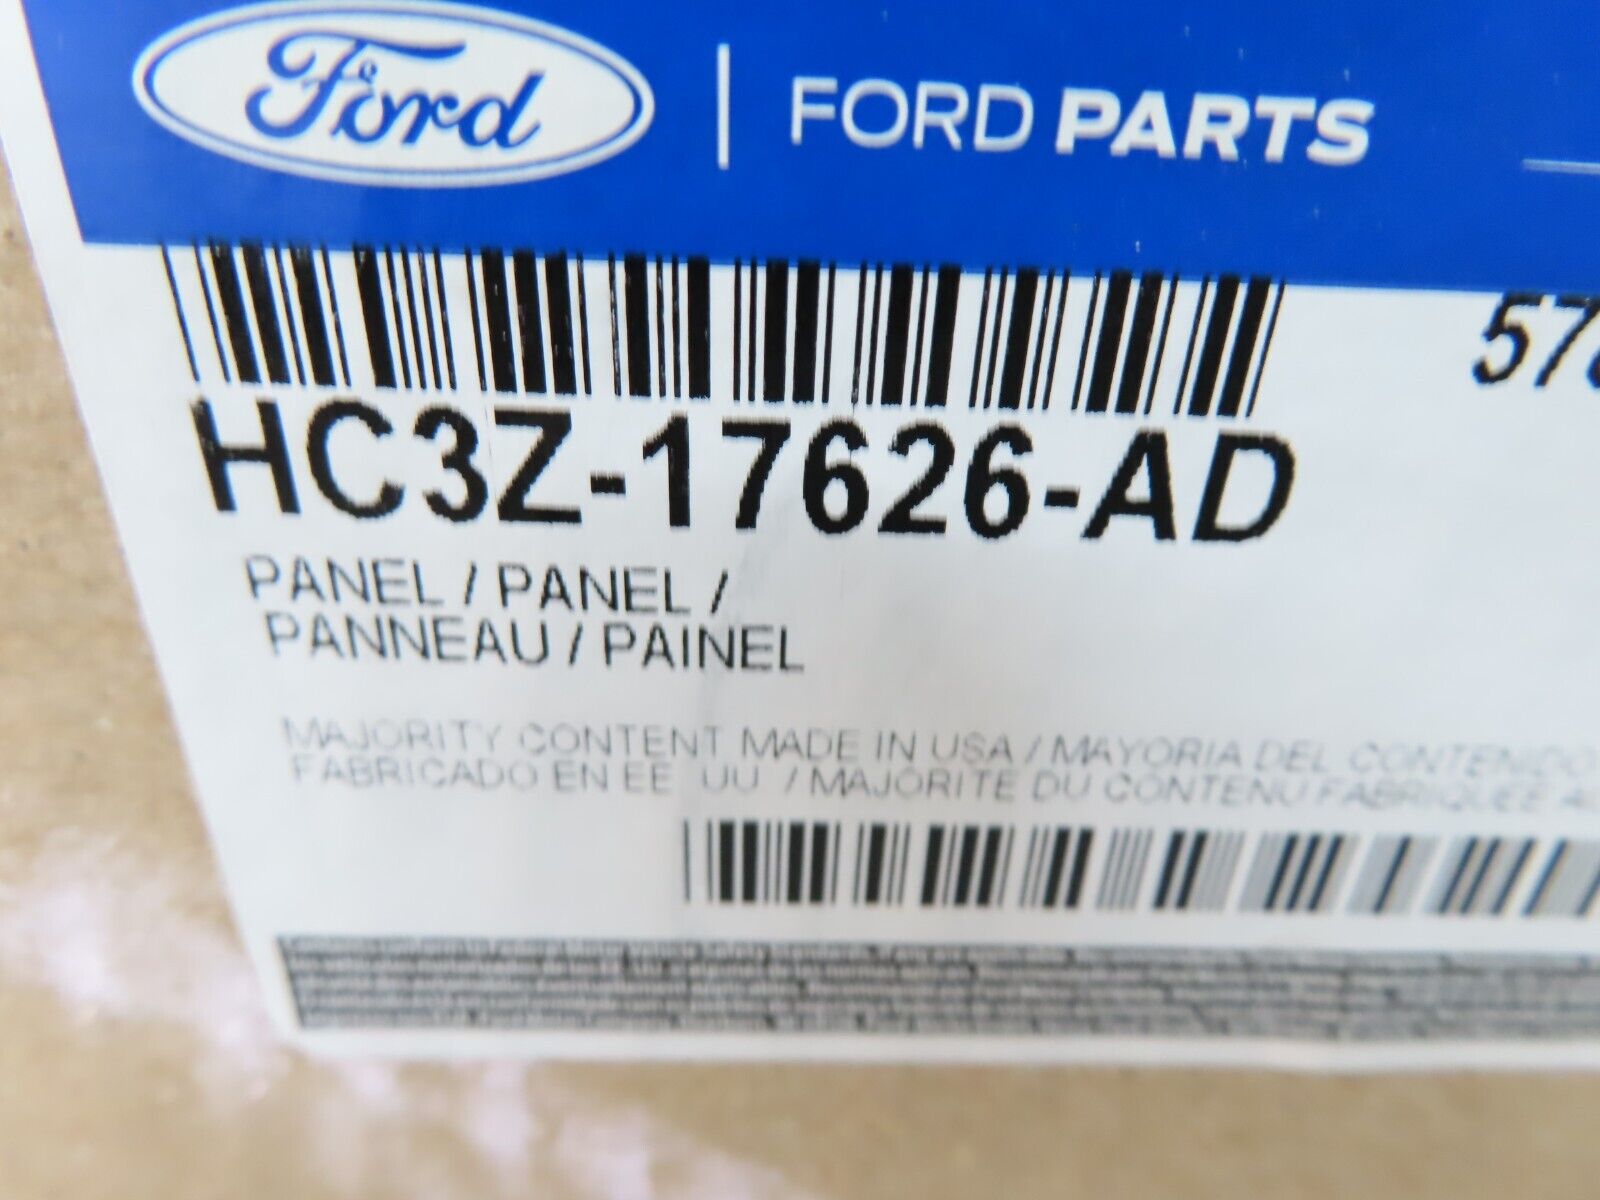 Ford | FORD PARTS
HC3Z-17626-AD
PANEL / PANEL /
PANNEAU / PAINEL
MAJORITY CONTENT MADE IN USA / MAYORIA DEL CONTENIDO
FABRICADO EN EE UU / MAJORITE DU CONTENU FABRIQUEE